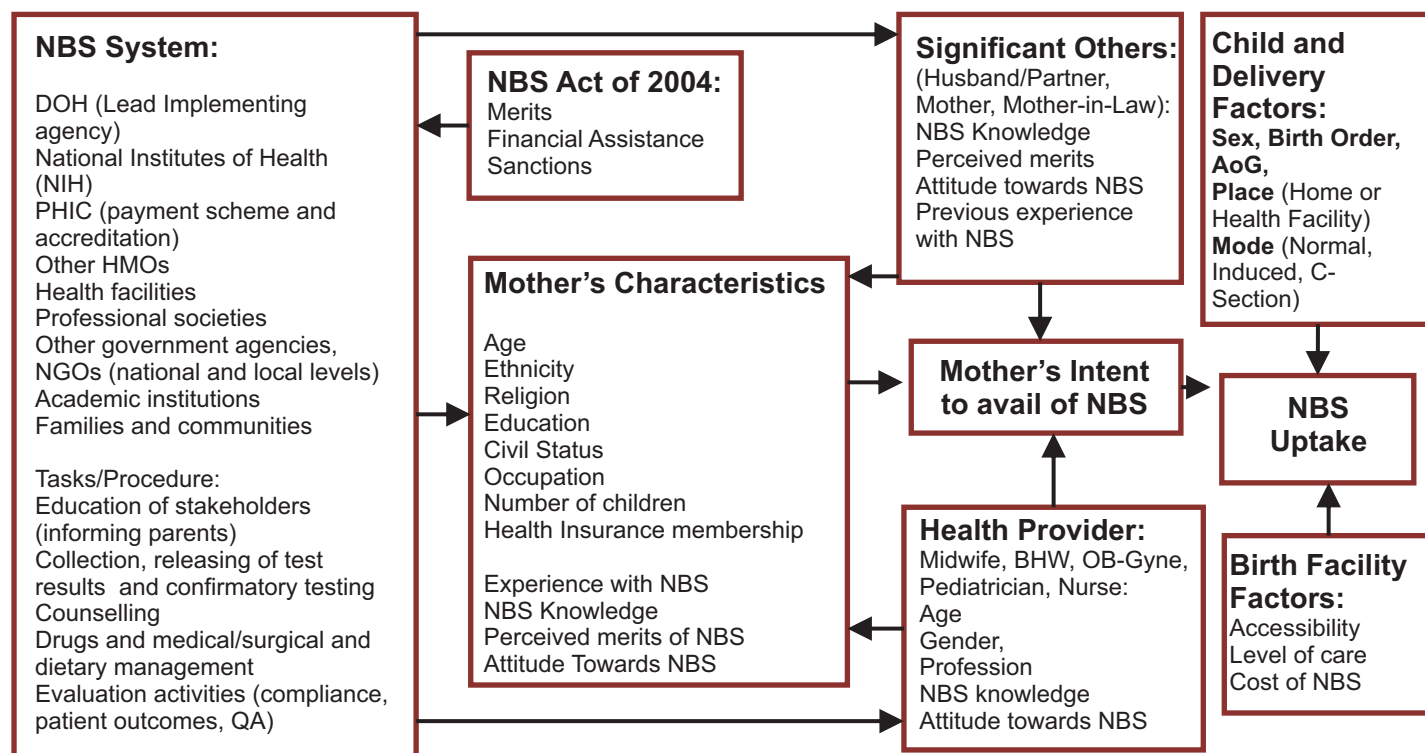 NBS System:
DOH (Lead Implementing
agency)
National Institutes of Health
(NIH)
PHIC (payment scheme and
accreditation)
Other HMOs
Health facilities
Professional societies
Other government agencies,
NGOs (national and local levels)
Academic institutions
Families and communities
Tasks/Procedure:
Education of stakeholders
(informing parents)
Collection, releasing of test
results and confirmatory testing
Counselling
Drugs and medical/surgical and
dietary management
Evaluation activities (compliance,
patient outcomes, QA)
NBS Act of 2004:
Merits
Financial Assistance
Sanctions
Mother’s Characteristics
Age
Ethnicity
Religion
Education
Civil Status
Occupation
Number of children
Health Insurance membership
Experience with NBS
NBS Knowledge
Perceived merits of NBS
Attitude Towards NBS
Significant Others:
(Husband/Partner,
Mother, Mother-in-Law):
NBS Knowledge
Perceived merits
Attitude towards NBS
Previous experience
with NBS
Mother’s Intent
to avail of NBS
Health Provider:
Midwife, BHW, OB-Gyne,
Pediatrician, Nurse:
Age
Gender,
Profession
NBS knowledge
Attitude towards NBS
Child and
Delivery
Factors:
Sex, Birth Order,
AoG,
Place (Home or
Health Facility)
Mode (Normal,
Induced, C-
Section)
NBS
Uptake
Birth Facility
Factors:
Accessibility
Level of care
Cost of NBS